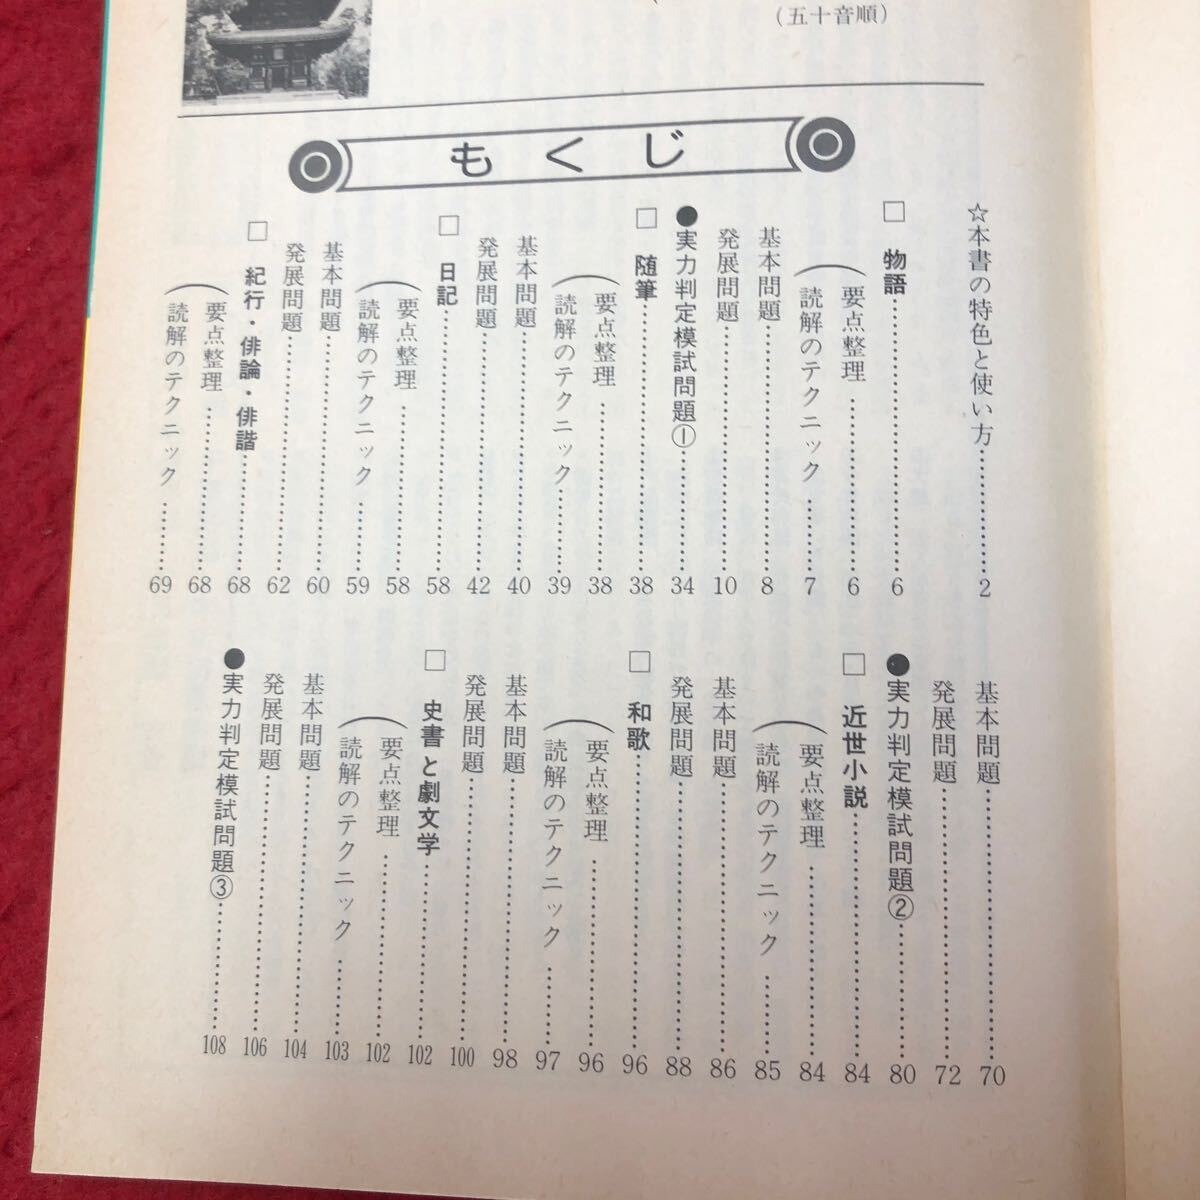 (五十音順)
もくじ
☆本書の特色と使い方……2
□ 物語……6
要点整理……6
読解のテクニック……7
基本問題……8
発展問題……10
●実力判定模試問題①……34
□ 随筆……38
要点整理……38
読解のテクニック……39
基本問題……40
発展問題……42
□ 日記……58
要点整理……58
読解のテクニック……59
基本問題……60
発展問題……62
□ 紀行・俳論・俳諧……68
要点整理……68
読解のテクニック……69
基本問題……70
発展問題……72
●実力判定模試問題②……80
□ 近世小説……84
要点整理……84
読解のテクニック……85
基本問題……86
発展問題……88
□ 和歌……96
要点整理……96
読解のテクニック……97
基本問題……98
発展問題……100
□ 史書と劇文学……102
要点整理……102
読解のテクニック……103
基本問題……104
発展問題……106
●実力判定模試問題③……108